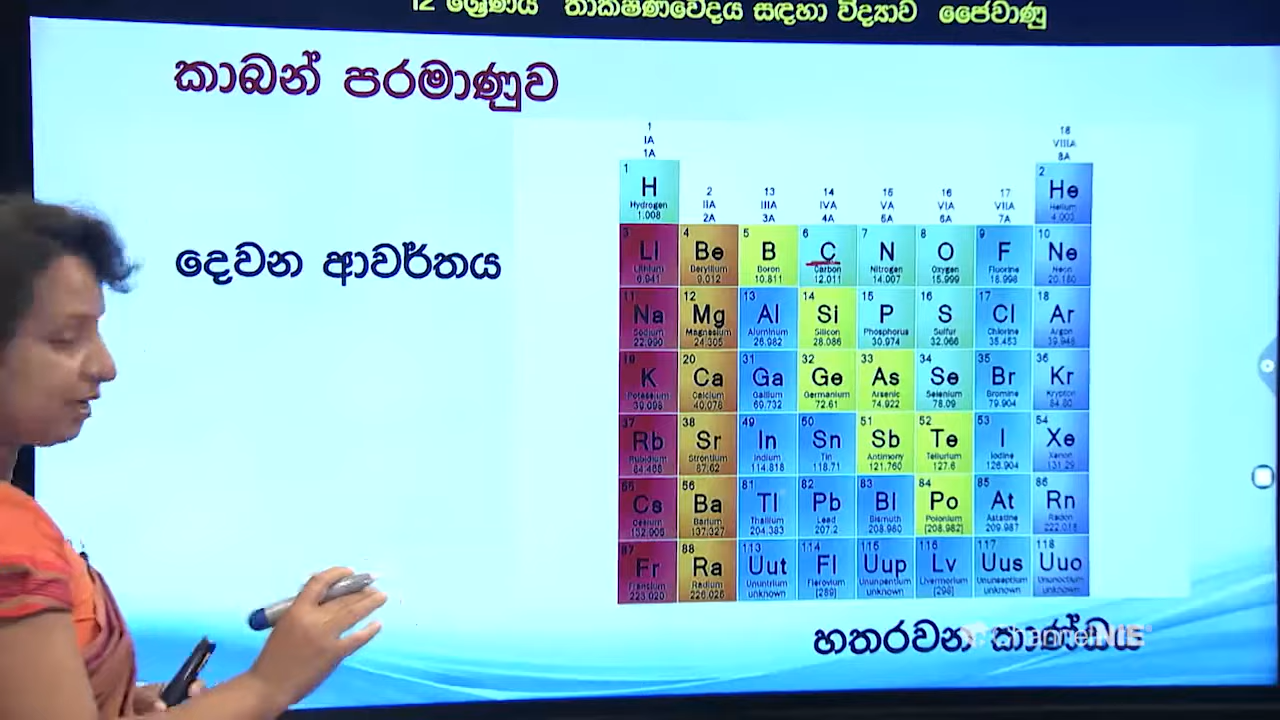 12 ශ්‍රේණිය තාක්ෂණවේදය සඳහා විද්‍යාව ජෛවාණු
කාබන් පරමාණුව
දෙවන ආවර්තය
1 18
IA VIIIA
1A 8A
1 2
H He
Hydrogen Helium
1.008 4.003
2 13 14 15 16 17
IIA IIIA IVA VA VIA VIIA
2A 3A 4A 5A 6A 7A
3 4 5 6 7 8 9 10
Li Be B C N O F Ne
Lithium Beryllium Boron Carbon Nitrogen Oxygen Fluorine Neon
6.941 9.012 10.811 12.011 14.007 15.999 18.998 20.180
11 12 13 14 15 16 17 18
Na Mg Al Si P S Cl Ar
Sodium Magnesium Aluminum Silicon Phosphorus Sulfur Chlorine Argon
22.990 24.305 26.982 28.086 30.974 32.066 35.453 39.948
19 20 31 32 33 34 35 36
K Ca Ga Ge As Se Br Kr
Potassium Calcium Gallium Germanium Arsenic Selenium Bromine Krypton
39.098 40.078 69.732 72.61 74.922 78.09 79.904 84.80
37 38 49 50 51 52 53 54
Rb Sr In Sn Sb Te I Xe
Rubidium Strontium Indium Tin Antimony Tellurium Iodine Xenon
84.468 87.62 114.818 118.71 121.760 127.6 126.904 131.29
55 56 81 82 83 84 85 86
Cs Ba Tl Pb Bi Po At Rn
Cesium Barium Thallium Lead Bismuth Polonium Astatine Radon
132.905 137.327 204.383 207.2 208.980 [208.982] 209.987 222.018
87 88 113 114 115 116 117 118
Fr Ra Uut Fl Uup Lv Uus Uuo
Francium Radium Ununtrium Flerovium Ununpentium Livermorium Ununseptium Ununoctium
223.020 226.025 unknown [289] unknown [298] unknown unknown
හතරවන කාණ්ඩය
Channel NIE